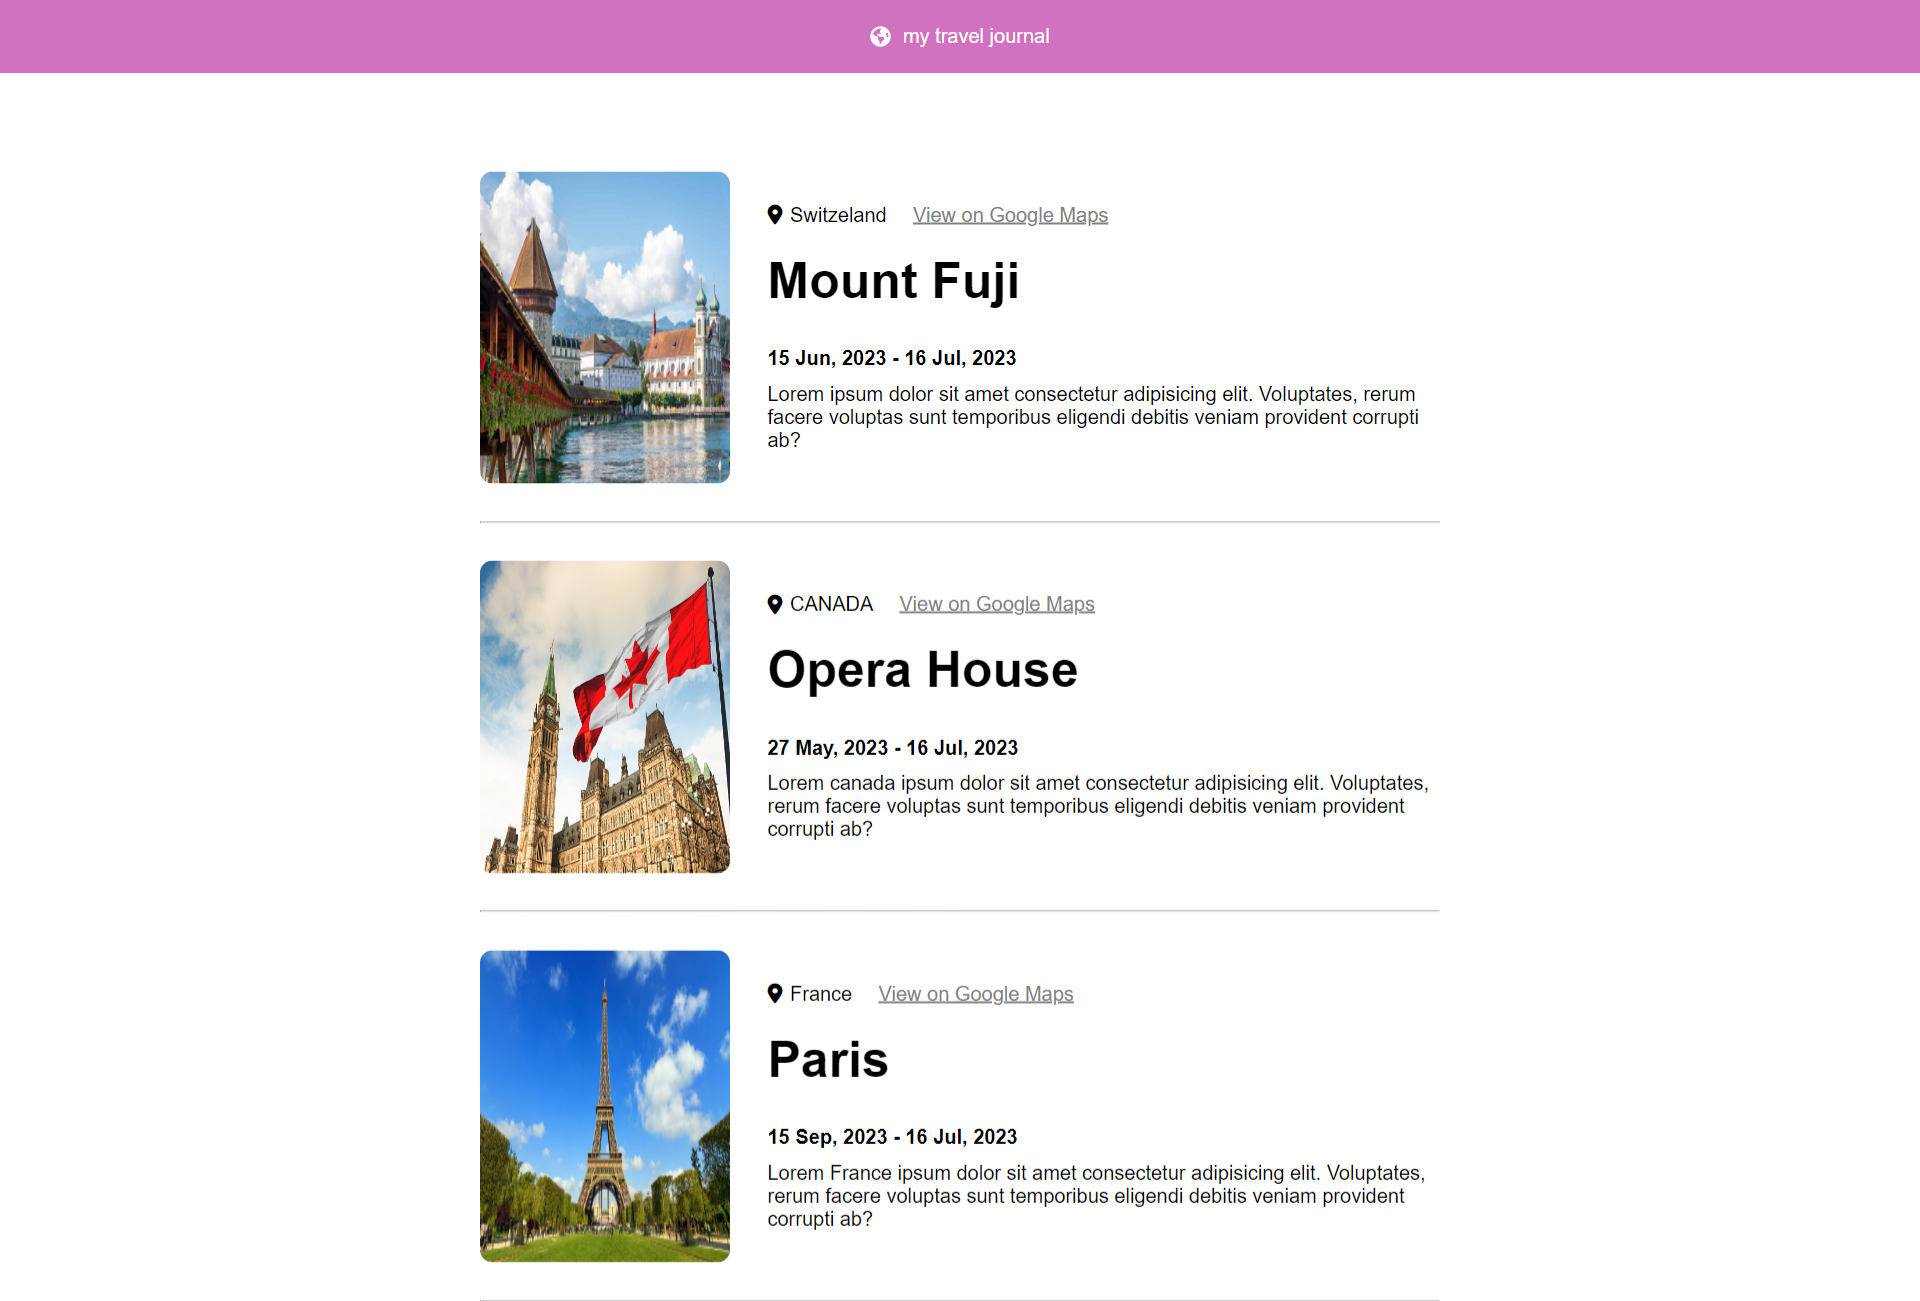 my travel journal
Switzeland View on Google Maps
Mount Fuji
15 Jun, 2023 - 16 Jul, 2023
Lorem ipsum dolor sit amet consectetur adipisicing elit. Voluptates, rerum
facere voluptas sunt temporibus eligendi debitis veniam provident corrupti
ab?
CANADA View on Google Maps
Opera House
27 May, 2023 - 16 Jul, 2023
Lorem canada ipsum dolor sit amet consectetur adipisicing elit. Voluptates,
rerum facere voluptas sunt temporibus eligendi debitis veniam provident
corrupti ab?
France View on Google Maps
Paris
15 Sep, 2023 - 16 Jul, 2023
Lorem France ipsum dolor sit amet consectetur adipisicing elit. Voluptates,
rerum facere voluptas sunt temporibus eligendi debitis veniam provident
corrupti ab?